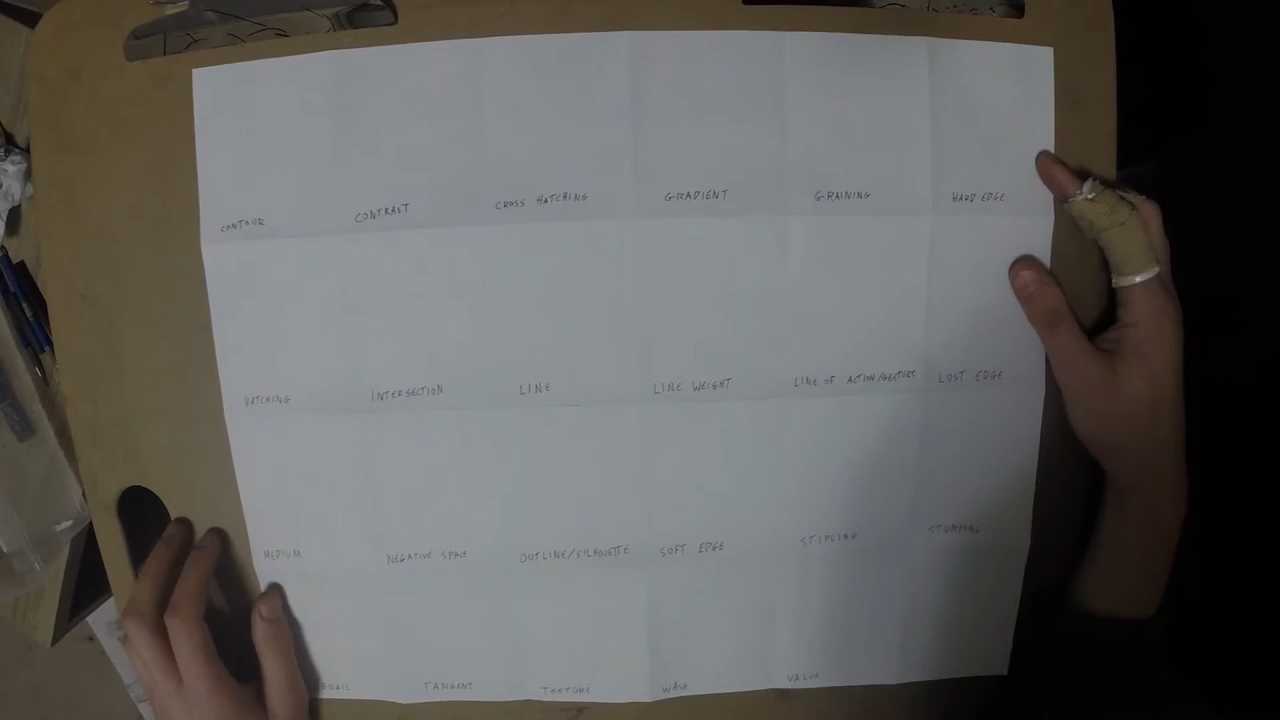 CONTOUR CONTRAST CROSS HATCHING GRADIENT GRAINING HARD EDGE
HATCHING INTERSECTION LINE LINE WEIGHT LINE OF ACTION/GESTURE LOST EDGE
MEDIUM NEGATIVE SPACE OUTLINE/SILHOUETTE SOFT EDGE STIPLING STUMPING
TANGENT TEXTURE WASH VALUE